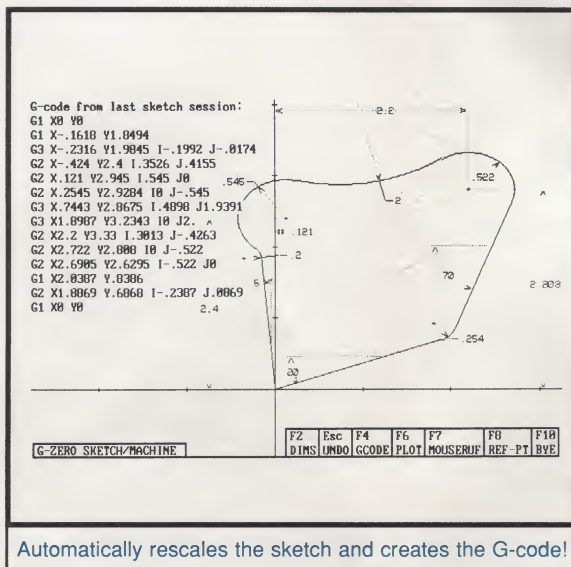 G-code from last sketch session:
G1 X0 Y0
G1 X-.1618 Y1.8494
G3 X-.2316 Y1.9845 I-.1992 J-.0174
G2 X-.424 Y2.4 I.3526 J.4155
G2 X.121 Y2.945 I.545 J0
G2 X.2545 Y2.9284 I0 J-.545
G3 X.7443 Y2.8675 I.4898 J1.9391
G3 X1.8987 Y3.2343 I0 J2.
G2 X2.2 Y3.33 I.3013 J-.4263
G2 X2.722 Y2.808 I0 J-.522
G2 X2.6905 Y2.6295 I-.522 J0
G1 X2.0387 Y.8386
G2 X1.8869 Y.6868 I-.2387 J.0869
G1 X0 Y0
2.2
.545
.522
2
.121
.2
5
70
2.808
2.4
.254
20
G-ZERO SKETCH/MACHINE
F2 Esc F4 F6 F7 F8 F10
DIMS UNDO GCODE PLOT MOUSERUF REF-PT BYE
Automatically rescales the sketch and creates the G-code!